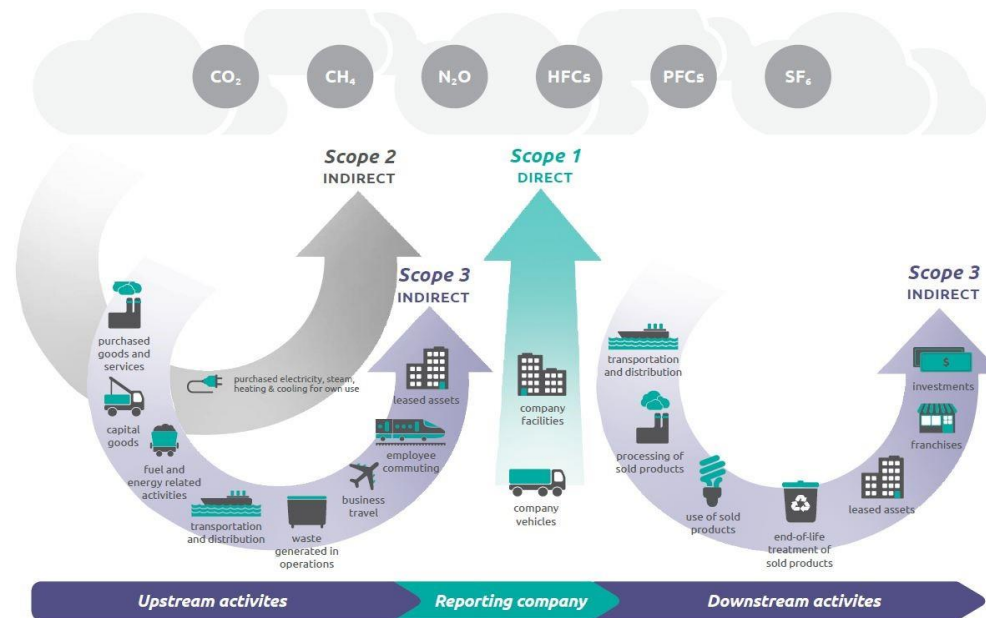 CO₂
CH₄
N₂O
HFCs
PFCs
SF₆
Scope 2
INDIRECT
Scope 1
DIRECT
Scope 3
INDIRECT
Scope 3
INDIRECT
purchased
goods and
services
capital
goods
fuel and
energy related
activities
transportation
and distribution
waste
generated in
operations
business
travel
employee
commuting
leased assets
purchased electricity, steam,
heating & cooling for own use
company
facilities
company
vehicles
transportation
and distribution
processing of
sold products
use of sold
products
end-of-life
treatment of
sold products
leased assets
franchises
$
investments
Upstream activites
Reporting company
Downstream activites